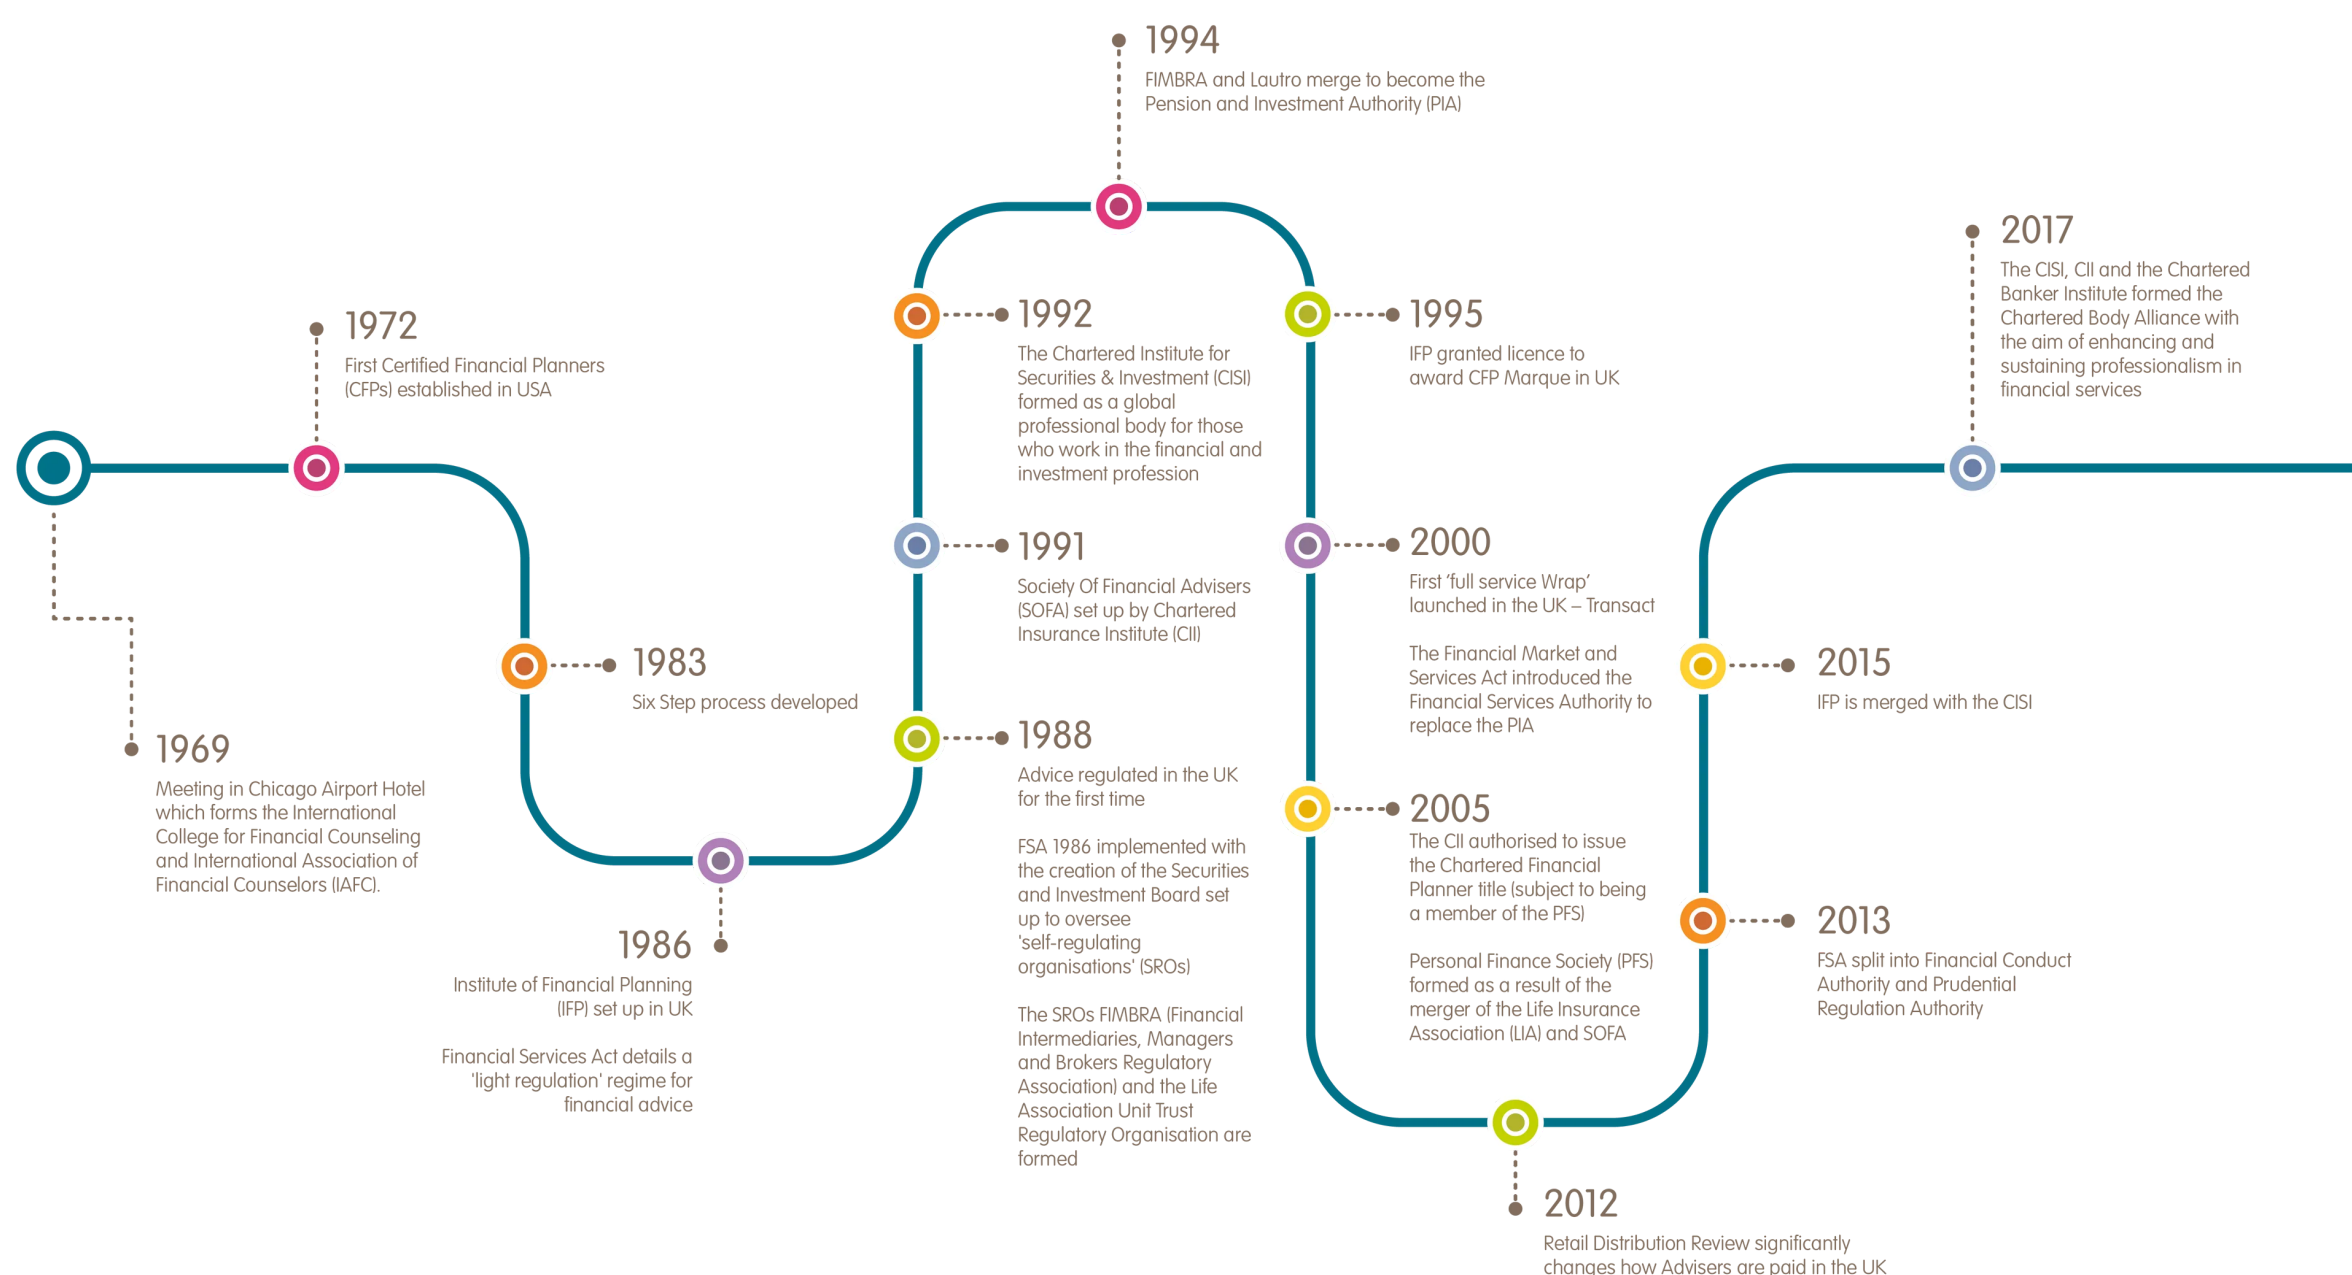 1969
Meeting in Chicago Airport Hotel
which forms the International
College for Financial Counseling
and International Association of
Financial Counselors (IAFC).
1972
First Certified Financial Planners
(CFPs) established in USA
1983
Six Step process developed
1986
Institute of Financial Planning
(IFP) set up in UK
Financial Services Act details a
'light regulation' regime for
financial advice
1988
Advice regulated in the UK
for the first time
FSA 1986 implemented with
the creation of the Securities
and Investment Board set
up to oversee
'self-regulating
organisations' (SROs)
The SROs FIMBRA (Financial
Intermediaries, Managers
and Brokers Regulatory
Association) and the Life
Association Unit Trust
Regulatory Organisation are
formed
1991
Society Of Financial Advisers
(SOFA) set up by Chartered
Insurance Institute (CII)
1992
The Chartered Institute for
Securities & Investment (CISI)
formed as a global
professional body for those
who work in the financial and
investment profession
1994
FIMBRA and Lautro merge to become the
Pension and Investment Authority (PIA)
1995
IFP granted licence to
award CFP Marque in UK
2000
First ‘full service Wrap’
launched in the UK – Transact
The Financial Market and
Services Act introduced the
Financial Services Authority to
replace the PIA
2005
The CII authorised to issue
the Chartered Financial
Planner title (subject to being
a member of the PFS)
Personal Finance Society (PFS)
formed as a result of the
merger of the Life Insurance
Association (LIA) and SOFA
2012
Retail Distribution Review significantly
changes how Advisers are paid in the UK
2013
FSA split into Financial Conduct
Authority and Prudential
Regulation Authority
2015
IFP is merged with the CISI
2017
The CISI, CII and the Chartered
Banker Institute formed the
Chartered Body Alliance with
the aim of enhancing and
sustaining professionalism in
financial services